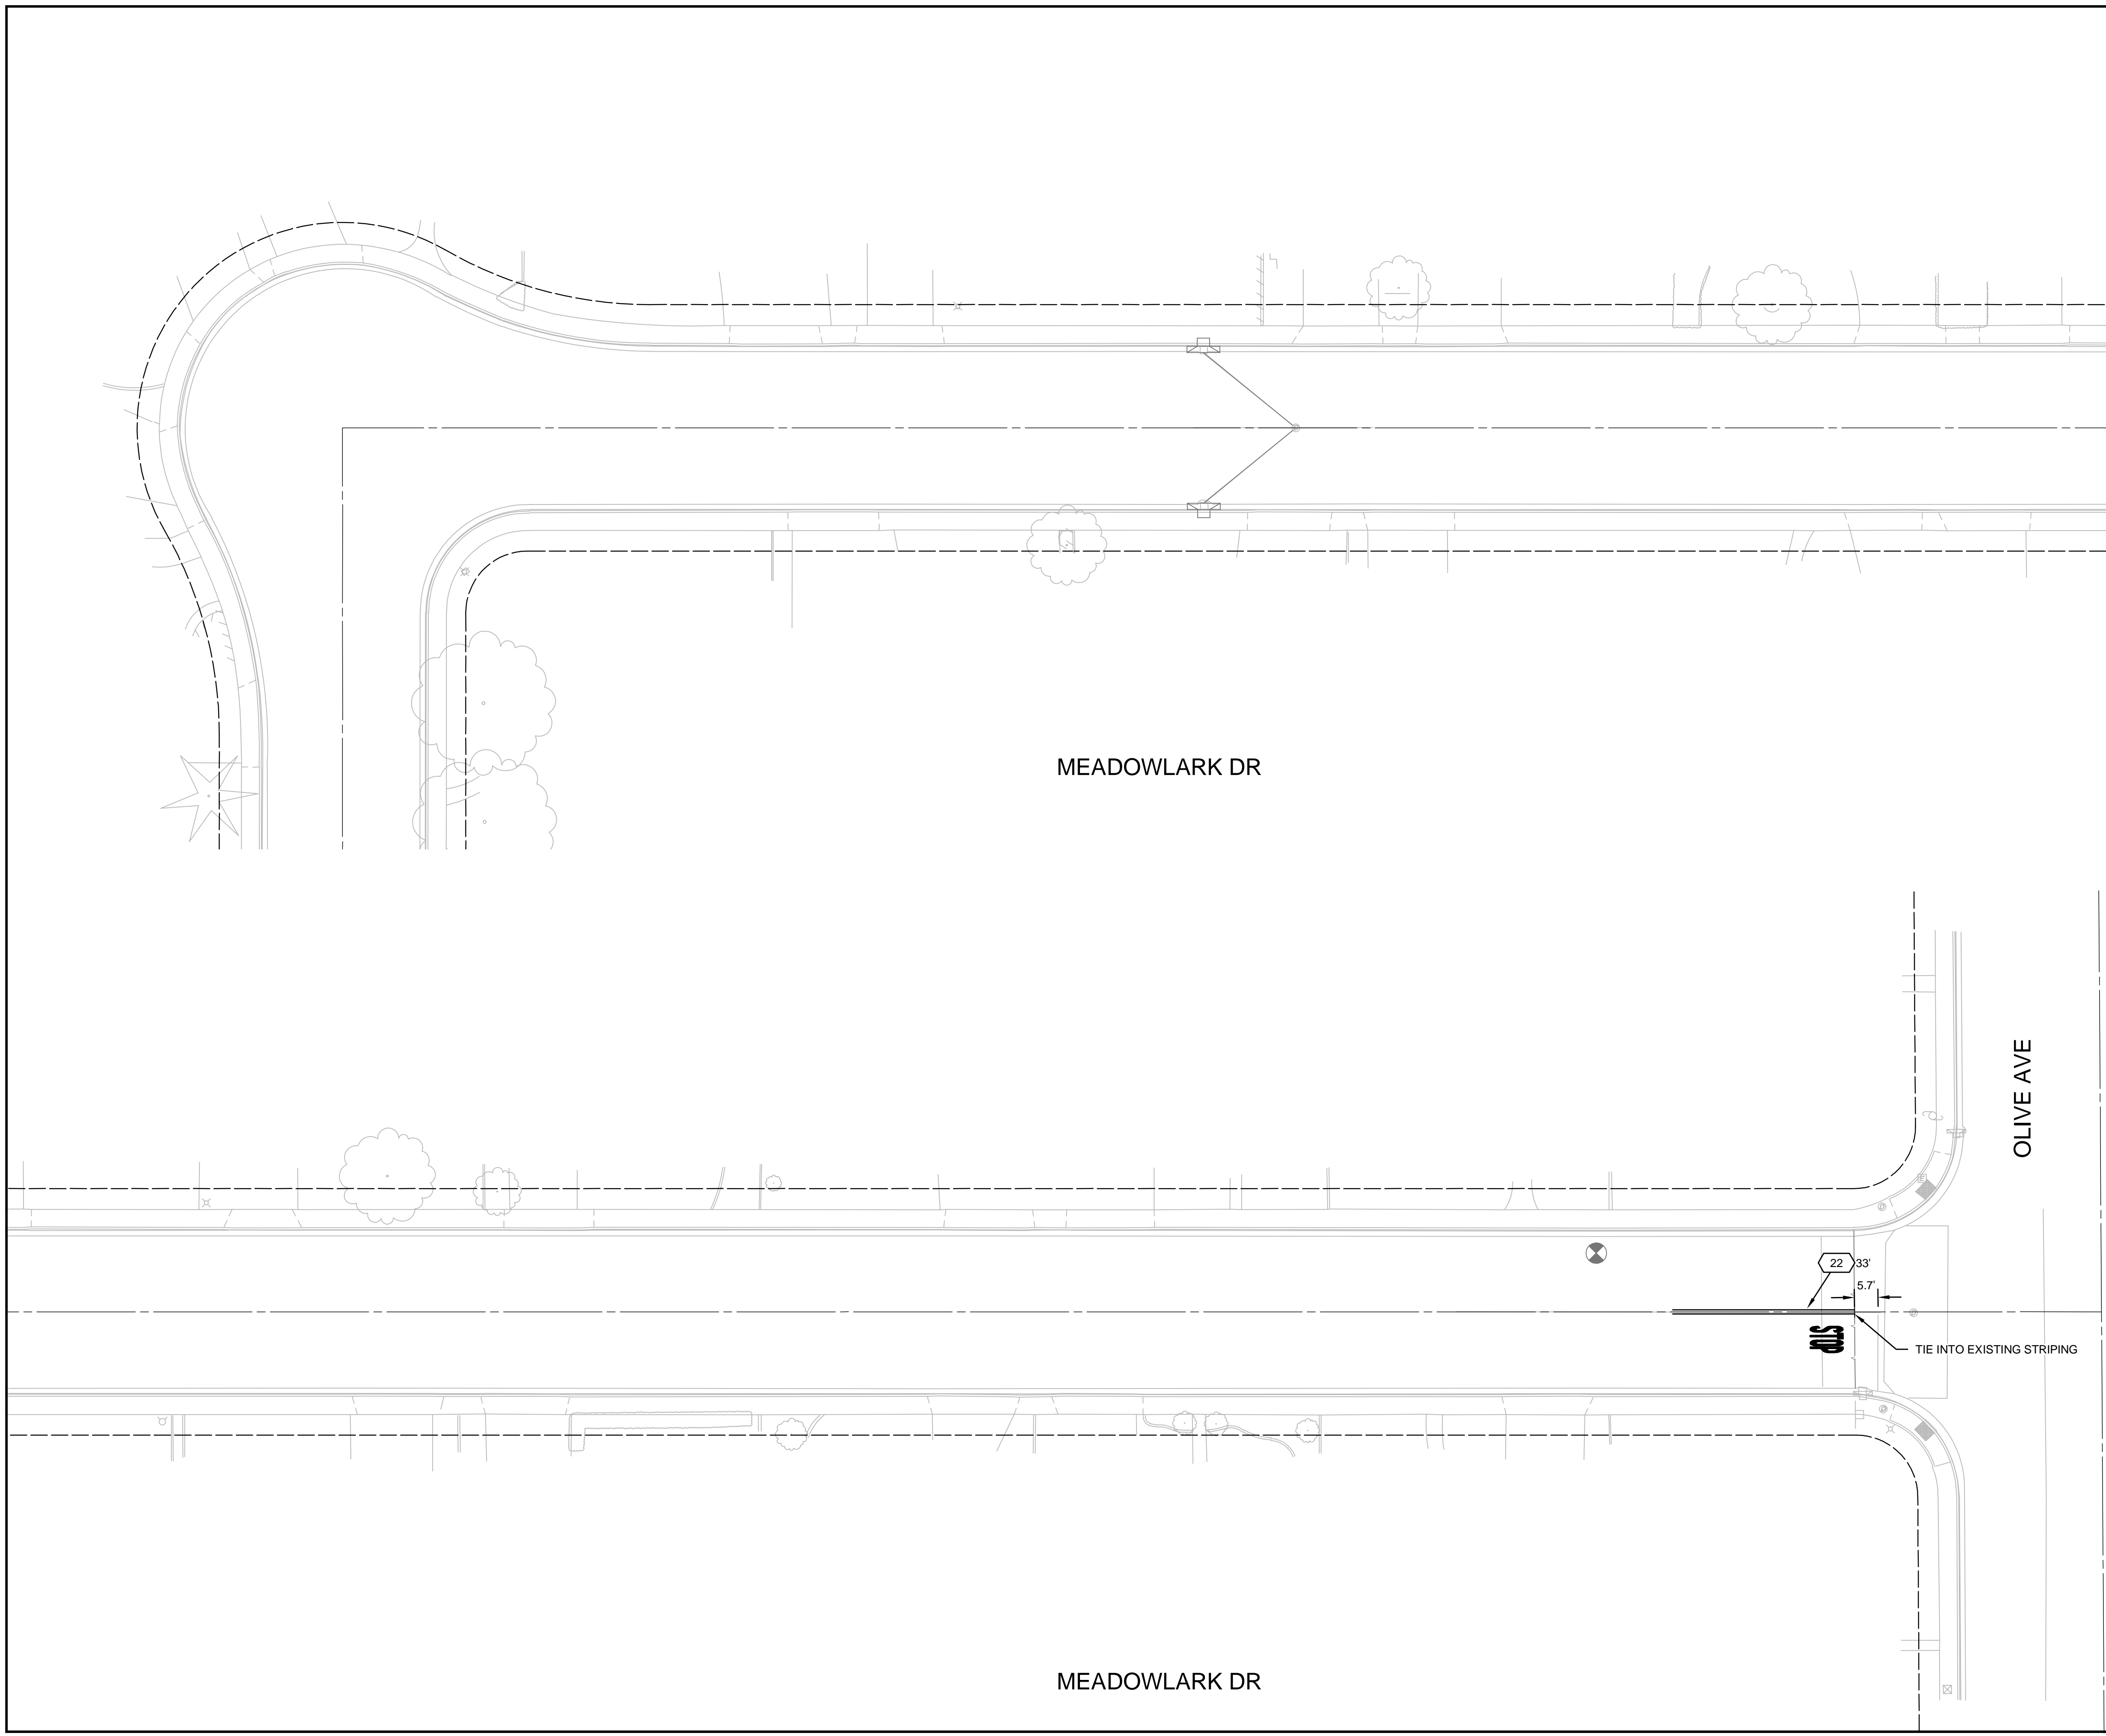 MEADOWLARK DR
OLIVE AVE
22 33'
5.7'
STOP
TIE INTO EXISTING STRIPING
MEADOWLARK DR